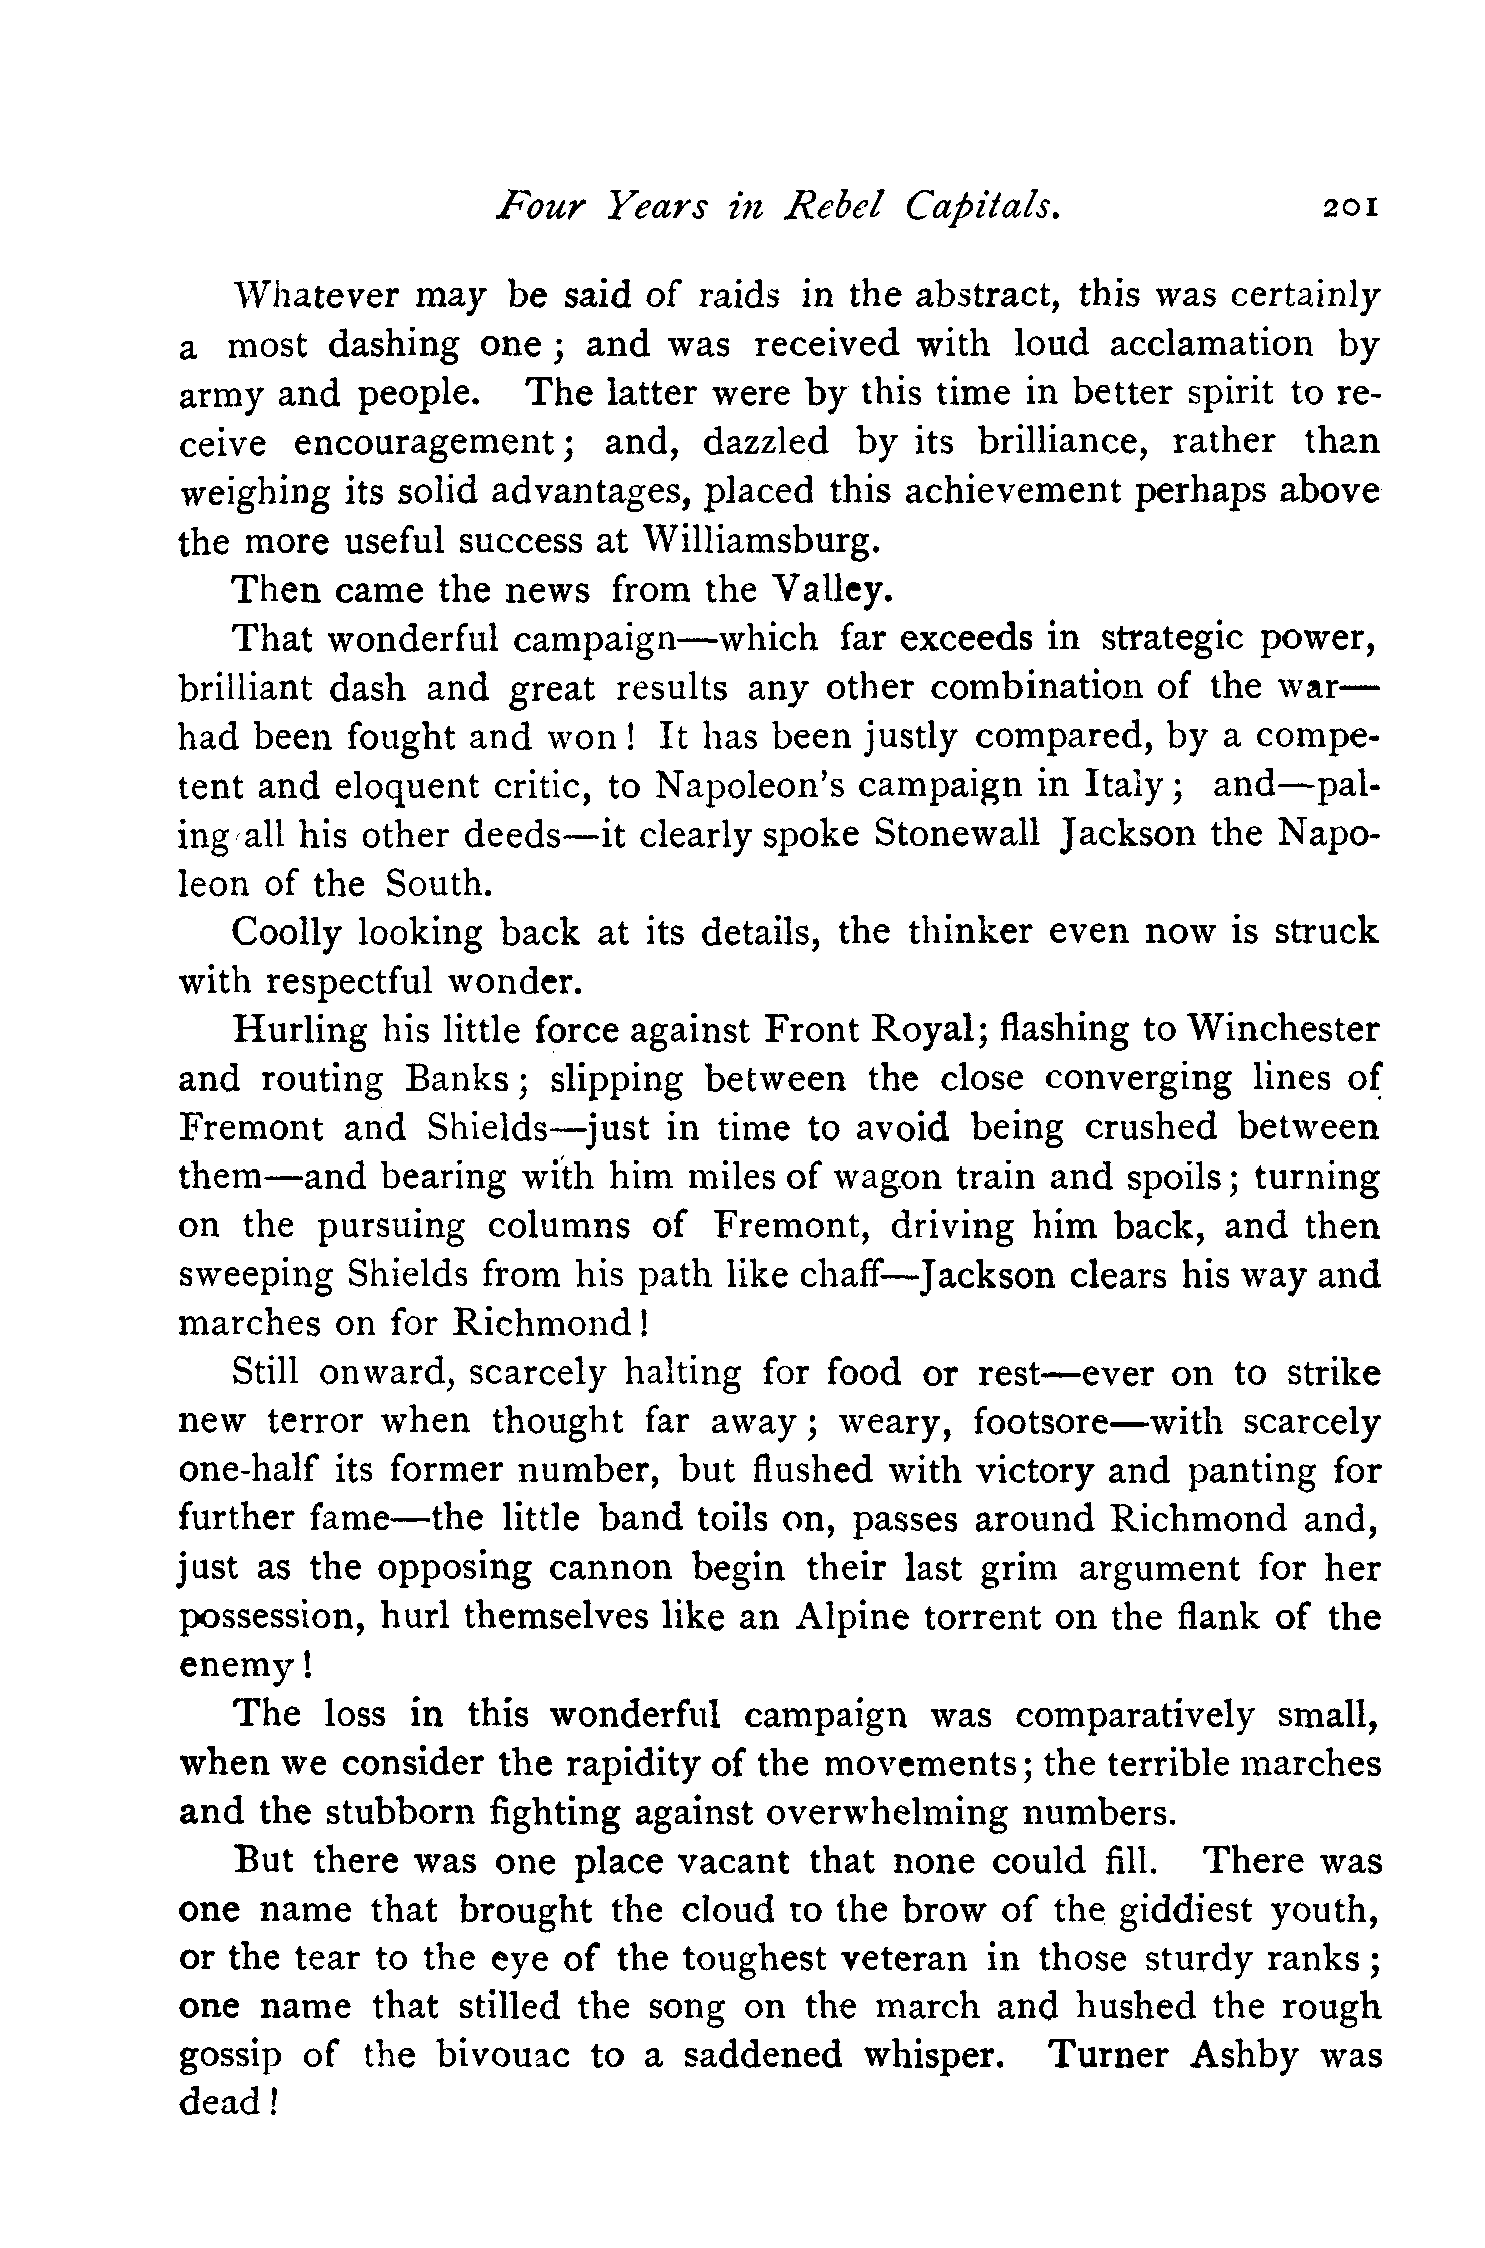 Four Years in Rebel Capitals. 201
Whatever may be said of raids in the abstract, this was certainly
a most dashing one ; and was received with loud acclamation by
army and people. The latter were by this time in better spirit to re-
ceive encouragement ; and, dazzled by its brilliance, rather than
weighing its solid advantages, placed this achievement perhaps above
the more useful success at Williamsburg.
Then came the news from the Valley.
That wonderful campaign—which far exceeds in strategic power,
brilliant dash and great results any other combination of the war—
had been fought and won ! It has been justly compared, by a compe-
tent and eloquent critic, to Napoleon's campaign in Italy ; and—pal-
ing all his other deeds—it clearly spoke Stonewall Jackson the Napo-
leon of the South.
Coolly looking back at its details, the thinker even now is struck
with respectful wonder.
Hurling his little force against Front Royal; flashing to Winchester
and routing Banks ; slipping between the close converging lines of
Fremont and Shields—just in time to avoid being crushed between
them—and bearing with him miles of wagon train and spoils ; turning
on the pursuing columns of Fremont, driving him back, and then
sweeping Shields from his path like chaff—Jackson clears his way and
marches on for Richmond !
Still onward, scarcely halting for food or rest—ever on to strike
new terror when thought far away ; weary, footsore—with scarcely
one-half its former number, but flushed with victory and panting for
further fame—the little band toils on, passes around Richmond and,
just as the opposing cannon begin their last grim argument for her
possession, hurl themselves like an Alpine torrent on the flank of the
enemy !
The loss in this wonderful campaign was comparatively small,
when we consider the rapidity of the movements ; the terrible marches
and the stubborn fighting against overwhelming numbers.
But there was one place vacant that none could fill. There was
one name that brought the cloud to the brow of the giddiest youth,
or the tear to the eye of the toughest veteran in those sturdy ranks ;
one name that stilled the song on the march and hushed the rough
gossip of the bivouac to a saddened whisper. Turner Ashby was
dead !